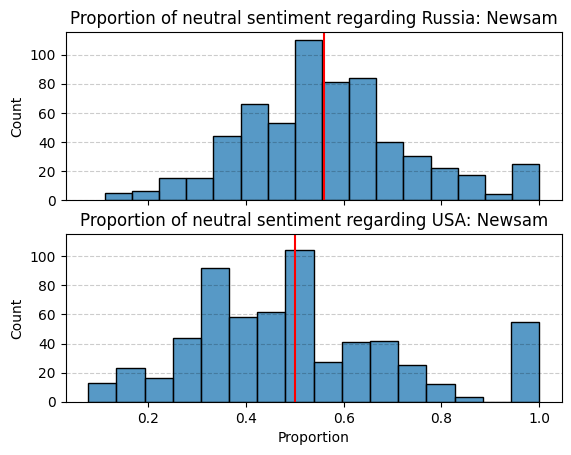 Proportion of neutral sentiment regarding Russia: Newsam
100
80
60
40
20
0
Count
Proportion of neutral sentiment regarding USA: Newsam
100
80
60
40
20
0
Count
0.2 0.4 0.6 0.8 1.0
Proportion